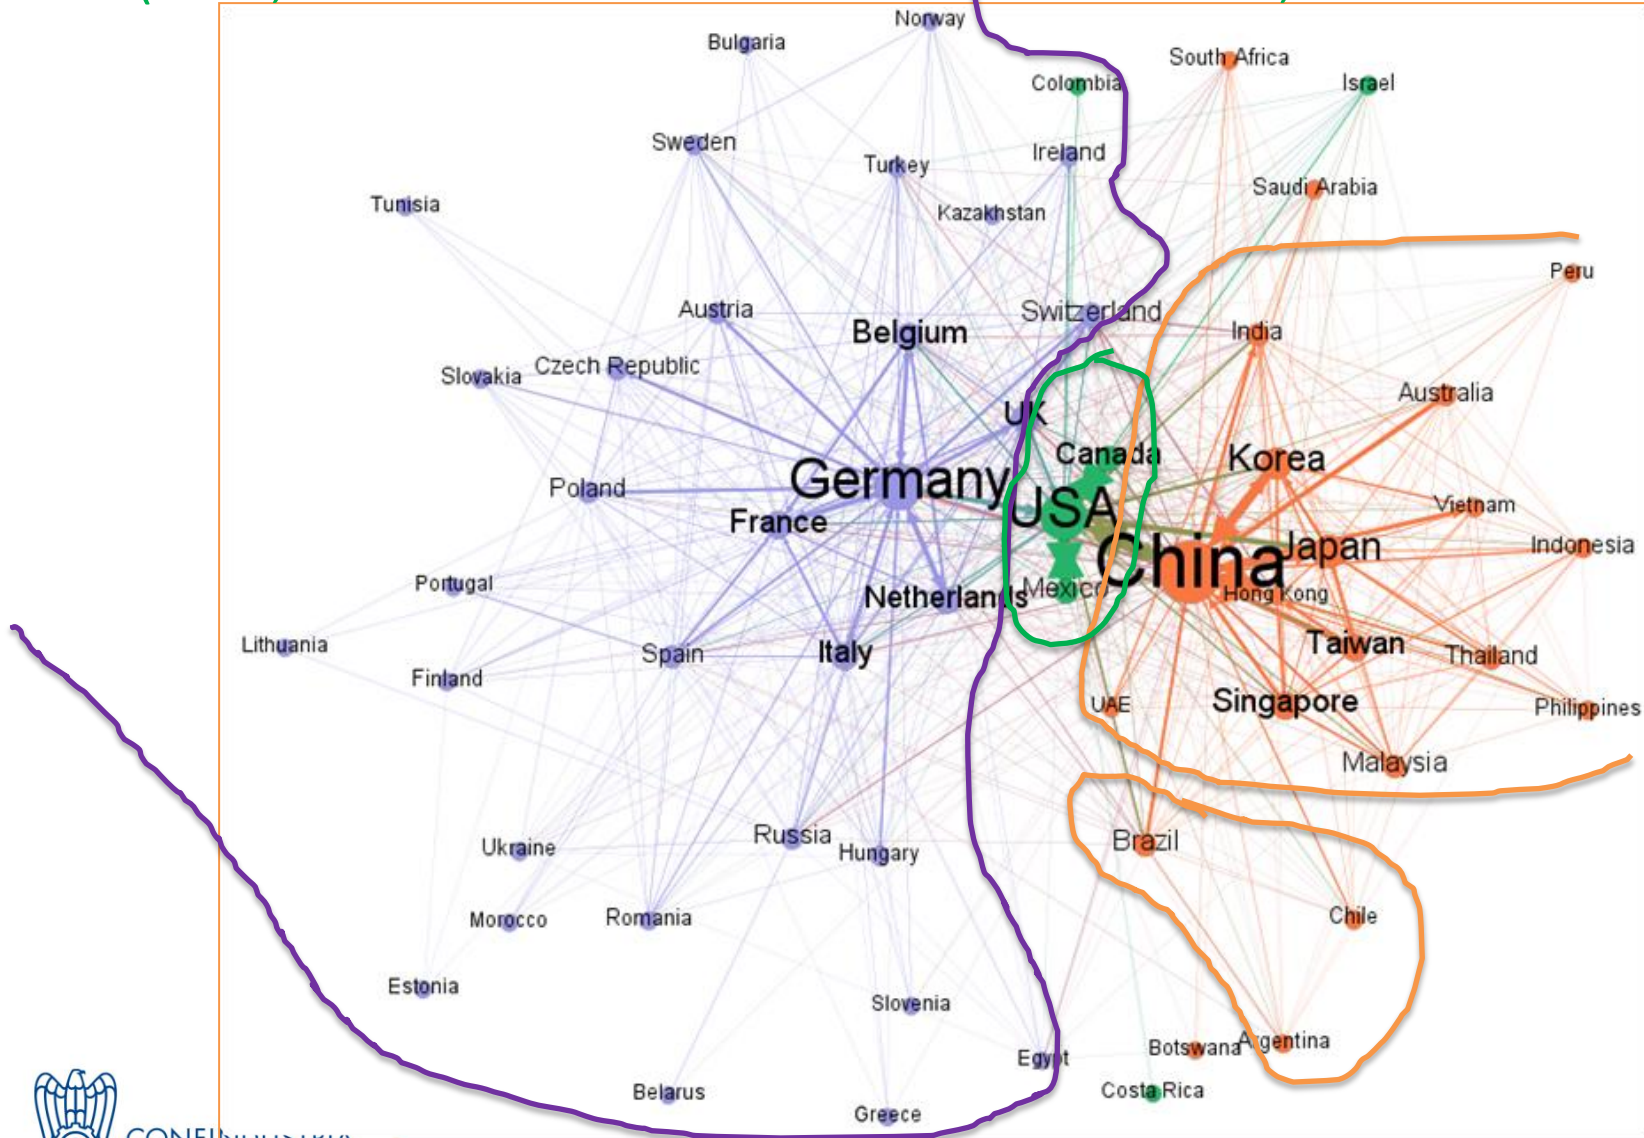 Norway
Bulgaria
South Africa
Colombia
Israel
Sweden
Turkey
Ireland
Saudi Arabia
Tunisia
Kazakhstan
Peru
Austria
Switzerland
Belgium
India
Czech Republic
Slovakia
Australia
UK
Canada
Korea
Germany
Poland
USA
Vietnam
France
Japan
Indonesia
China
Portugal
Mexico
Netherlands
Hong Kong
Lithuania
Spain
Italy
Taiwan
Thailand
Finland
UAE
Singapore
Philippines
Malaysia
Russia
Brazil
Ukraine
Hungary
Morocco
Romania
Chile
Estonia
Slovenia
Argentina
Botswana
Egypt
Belarus
Costa Rica
Greece